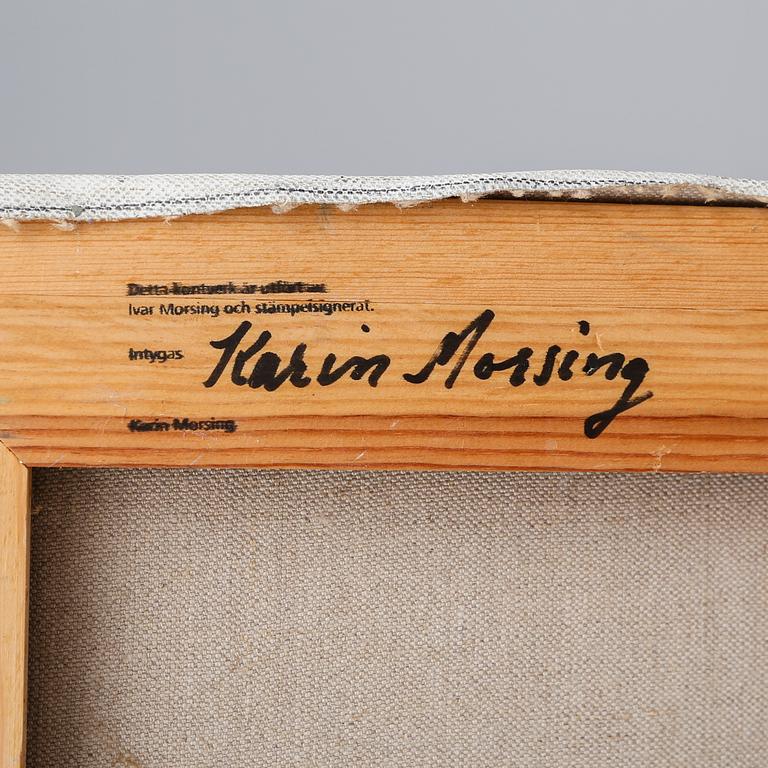 Detta konstverk är utfört av
Ivar Morsing och stämpelsignerat.
Intygas Karin Morsing
Karin Morsing